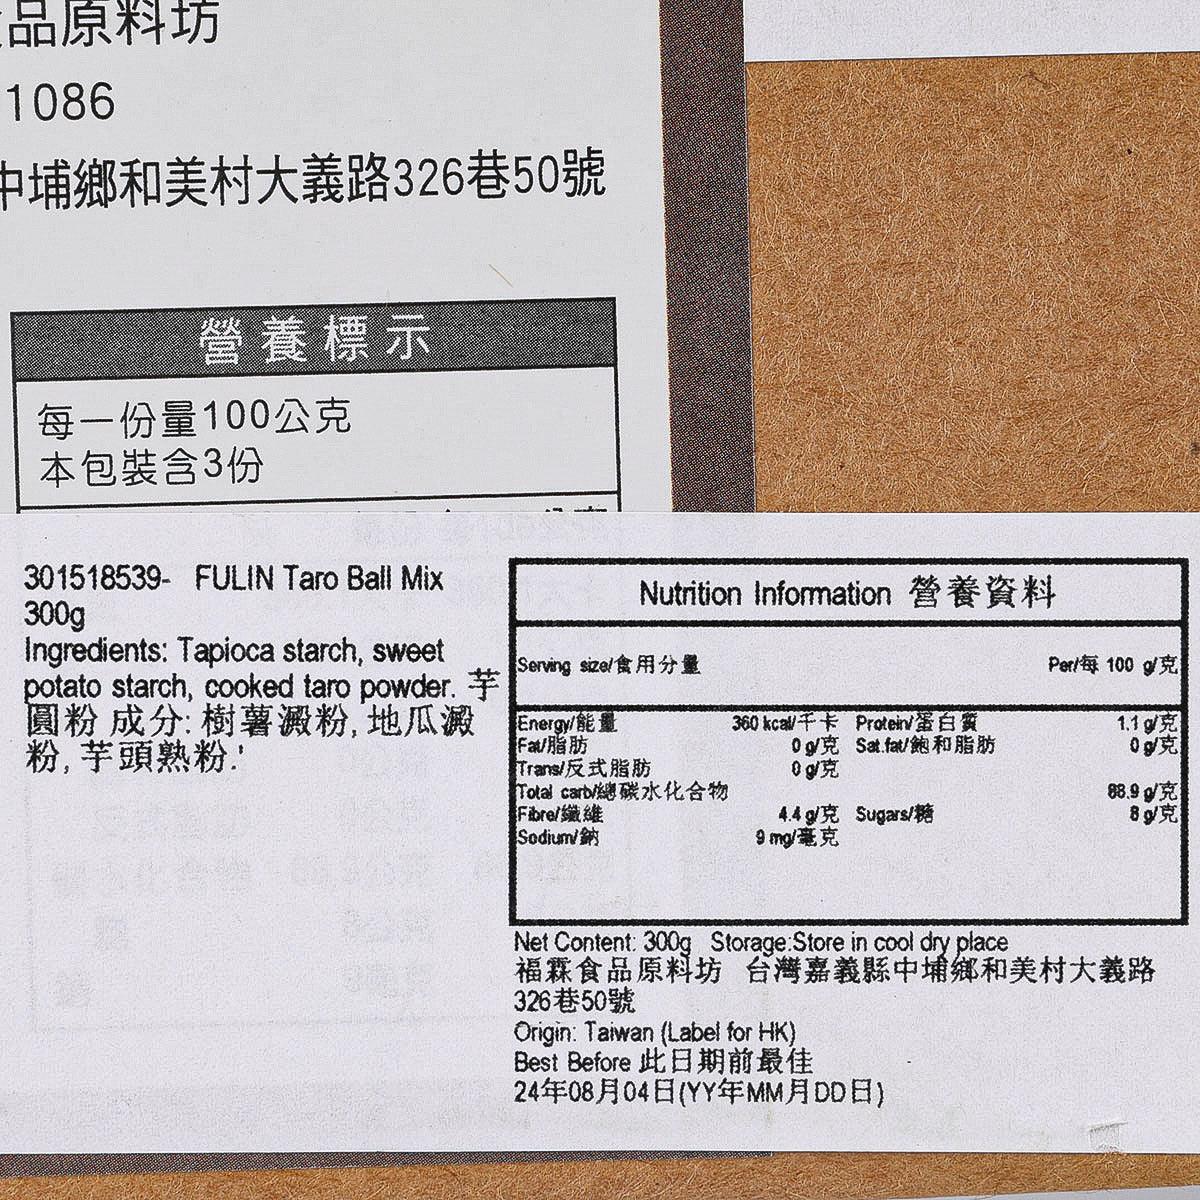 品原料坊
1086
中埔鄉和美村大義路326巷50號
營養標示
每一份量100公克
本包裝含3份
301518539- FULIN Taro Ball Mix
300g
Ingredients: Tapioca starch, sweet
potato starch, cooked taro powder. 芋
圓粉 成分: 樹薯澱粉, 地瓜澱
粉, 芋頭熟粉.'
Nutrition Information 營養資料
Serving size/食用分量 Per/每 100 g/克
Energy/能量 360 kcal/千卡 Protein/蛋白質 1.1 g/克
Fat/脂肪 0 g/克 Sat.fat/飽和脂肪 0 g/克
Trans/反式脂肪 0 g/克
Total carb/總碳水化合物 88.9 g/克
Fibre/纖維 4.4 g/克 Sugars/糖 8 g/克
Sodium/鈉 9 mg/毫克
Net Content: 300g Storage:Store in cool dry place
福霖食品原料坊 台灣嘉義縣中埔鄉和美村大義路
326巷50號
Origin: Taiwan (Label for HK)
Best Before 此日期前最佳
24年08月04日(YY年MM月DD日)